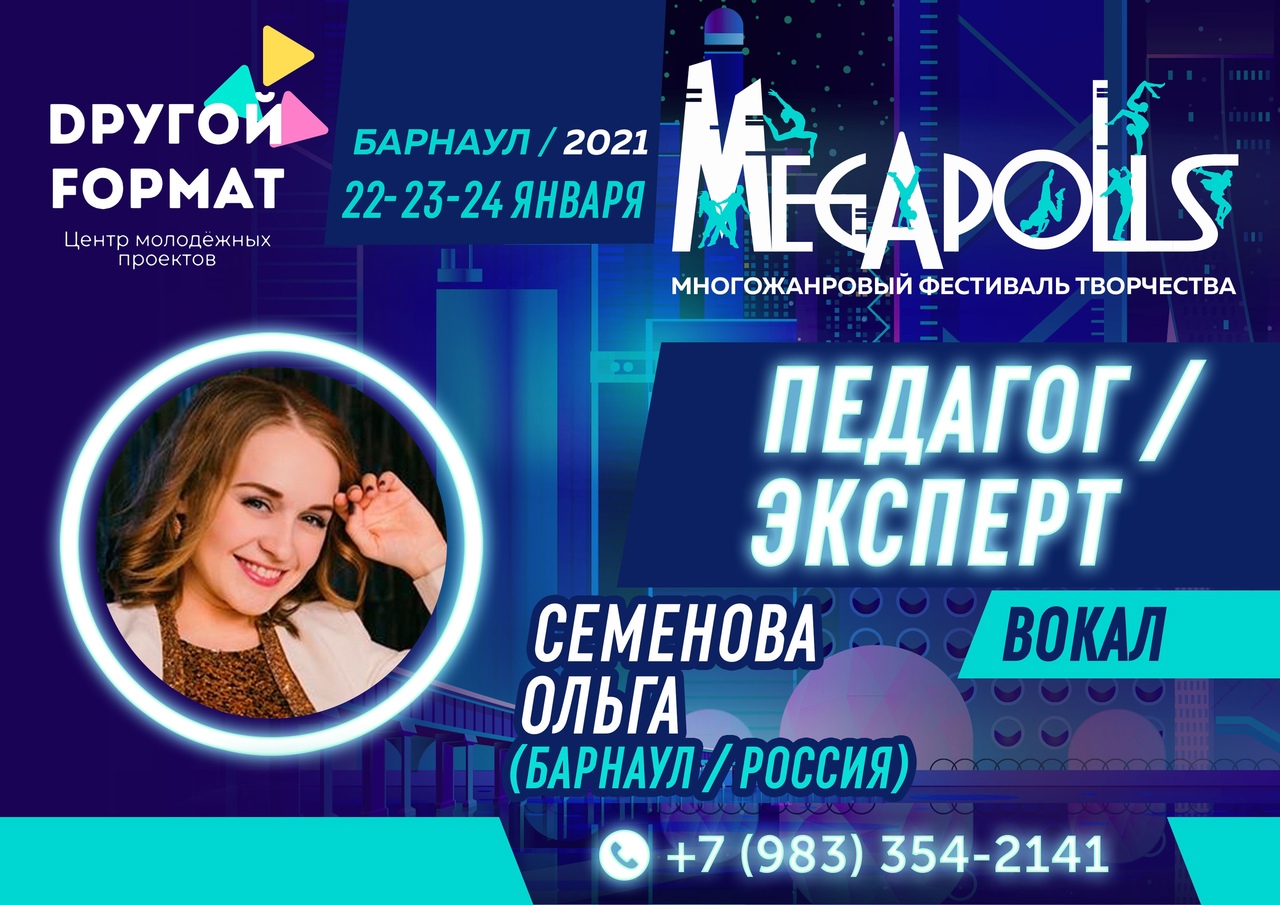 DРУГОЙ
FОРМАТ
Центр молодёжных
проектов
БАРНАУЛ / 2021
22-23-24 ЯНВАРЯ
MEGAPOLIS
МНОГОЖАНРОВЫЙ ФЕСТИВАЛЬ ТВОРЧЕСТВА
ПЕДАГОГ /
ЭКСПЕРТ
ВОКАЛ
СЕМЕНОВА
ОЛЬГА
(БАРНАУЛ / РОССИЯ)
+7 (983) 354-2141